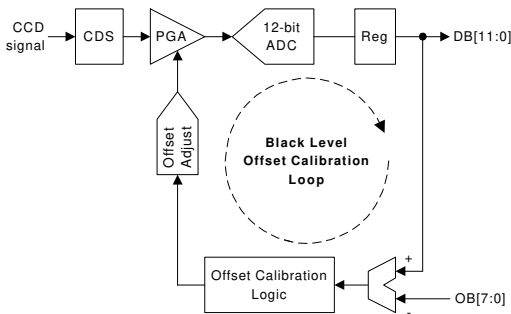 CCD
signal
CDS
PGA
12-bit
ADC
Reg
DB[11:0]
Offset
Adjust
Black Level
Offset Calibration
Loop
Offset Calibration
Logic
+
-
OB[7:0]